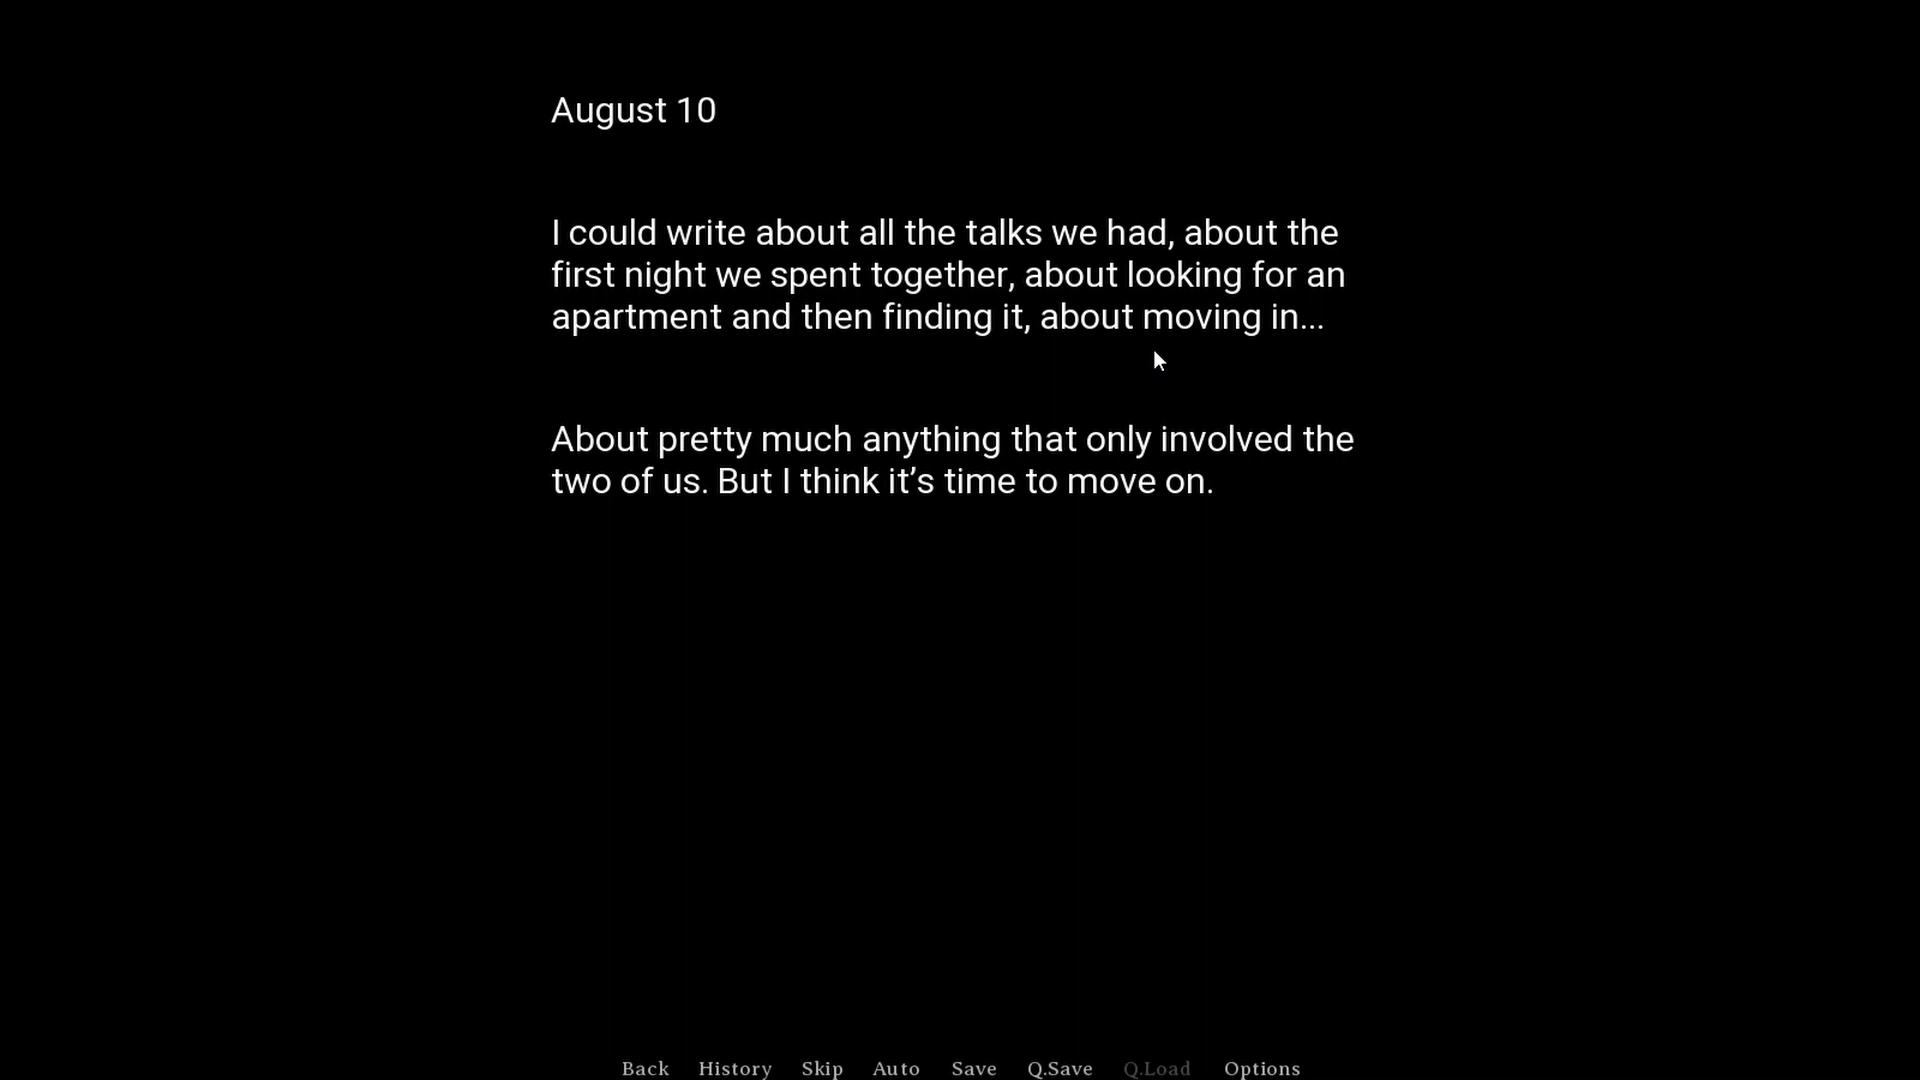 August 10
I could write about all the talks we had, about the
first night we spent together, about looking for an
apartment and then finding it, about moving in...
About pretty much anything that only involved the
two of us. But I think it’s time to move on.
Back History Skip Auto Save Q.Save Q.Load Options